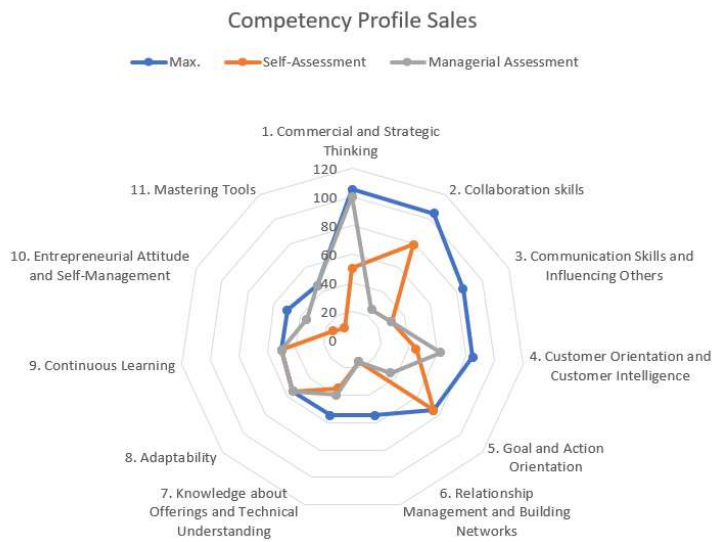 Competency Profile Sales
Max.
Self-Assessment
Managerial Assessment
1. Commercial and Strategic
Thinking
120
100
80
60
40
20
0
2. Collaboration skills
3. Communication Skills and
Influencing Others
4. Customer Orientation and
Customer Intelligence
5. Goal and Action
Orientation
6. Relationship
Management and Building
Networks
7. Knowledge about
Offerings and Technical
Understanding
8. Adaptability
9. Continuous Learning
10. Entrepreneurial Attitude
and Self-Management
11. Mastering Tools